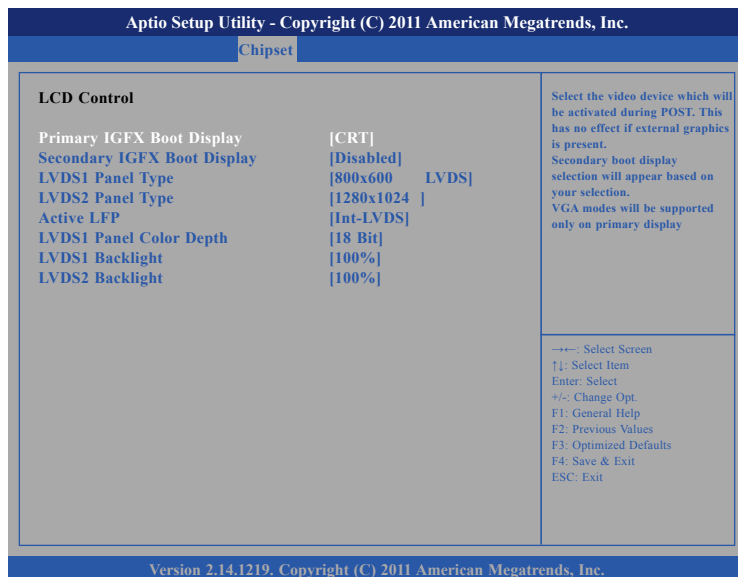 Aptio Setup Utility - Copyright (C) 2011 American Megatrends, Inc.
Chipset
LCD Control
Primary IGFX Boot Display [CRT]
Secondary IGFX Boot Display [Disabled]
LVDS1 Panel Type [800x600 LVDS]
LVDS2 Panel Type [1280x1024 ]
Active LFP [Int-LVDS]
LVDS1 Panel Color Depth [18 Bit]
LVDS1 Backlight [100%]
LVDS2 Backlight [100%]
Select the video device which will
be activated during POST. This
has no effect if external graphics
is present.
Secondary boot display
selection will appear based on
your selection.
VGA modes will be supported
only on primary display
→←: Select Screen
↑↓: Select Item
Enter: Select
+/-: Change Opt.
F1: General Help
F2: Previous Values
F3: Optimized Defaults
F4: Save & Exit
ESC: Exit
Version 2.14.1219. Copyright (C) 2011 American Megatrends, Inc.